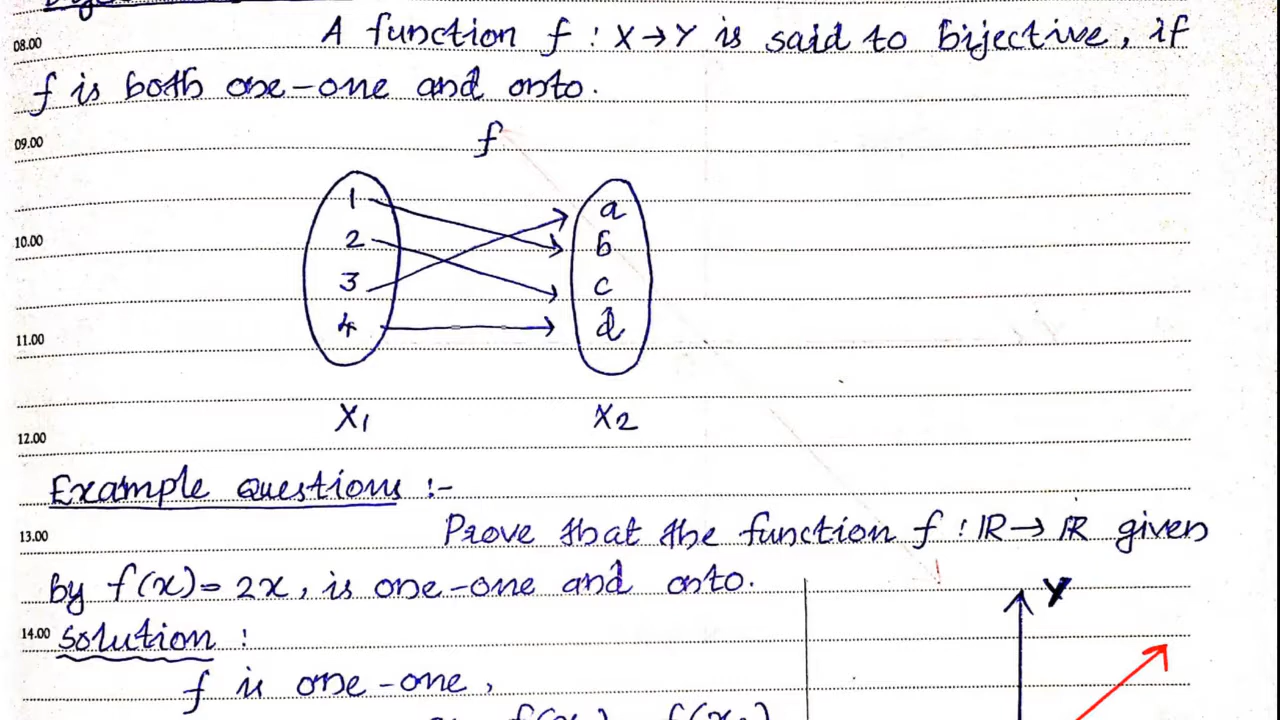 08.00 A function f : X→Y is said to bijective, if
f is both one-one and onto.
09.00
f
1 a
2 b
10.00
3 c
4 d
11.00
X1 X2
12.00
Example questions :-
13.00 Prove that the function f : R→R given
by f(x)= 2x, is one-one and onto.
Y
14.00 Solution :
f is one-one,
f(x